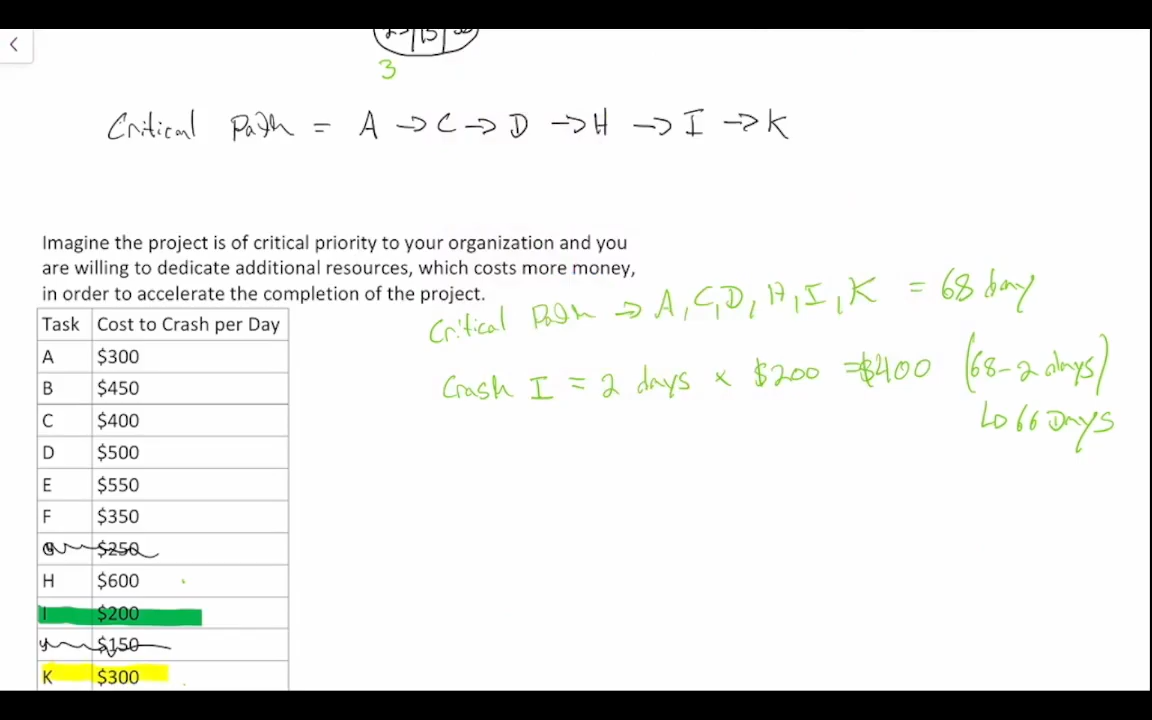 3
Critical Path = A → C → D → H → I → K
Imagine the project is of critical priority to your organization and you
are willing to dedicate additional resources, which costs more money,
in order to accelerate the completion of the project.
Critical Path → A, C, D, H, I, K = 68 day
Crash I = 2 days × $200 = $400 (68 - 2 days)
↳ 66 Days
Task Cost to Crash per Day
A $300
B $450
C $400
D $500
E $550
F $350
$250
H $600
I $200
$150
K $300